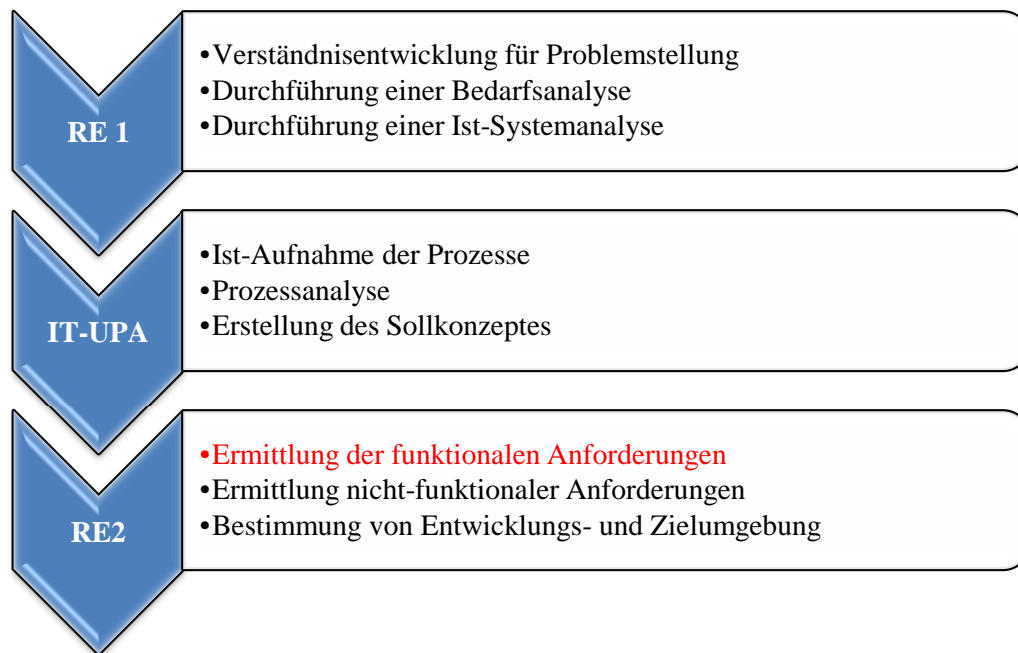 RE 1
•Verständnisentwicklung für Problemstellung
•Durchführung einer Bedarfsanalyse
•Durchführung einer Ist-Systemanalyse
IT-UPA
•Ist-Aufnahme der Prozesse
•Prozessanalyse
•Erstellung des Sollkonzeptes
RE2
•Ermittlung der funktionalen Anforderungen
•Ermittlung nicht-funktionaler Anforderungen
•Bestimmung von Entwicklungs- und Zielumgebung